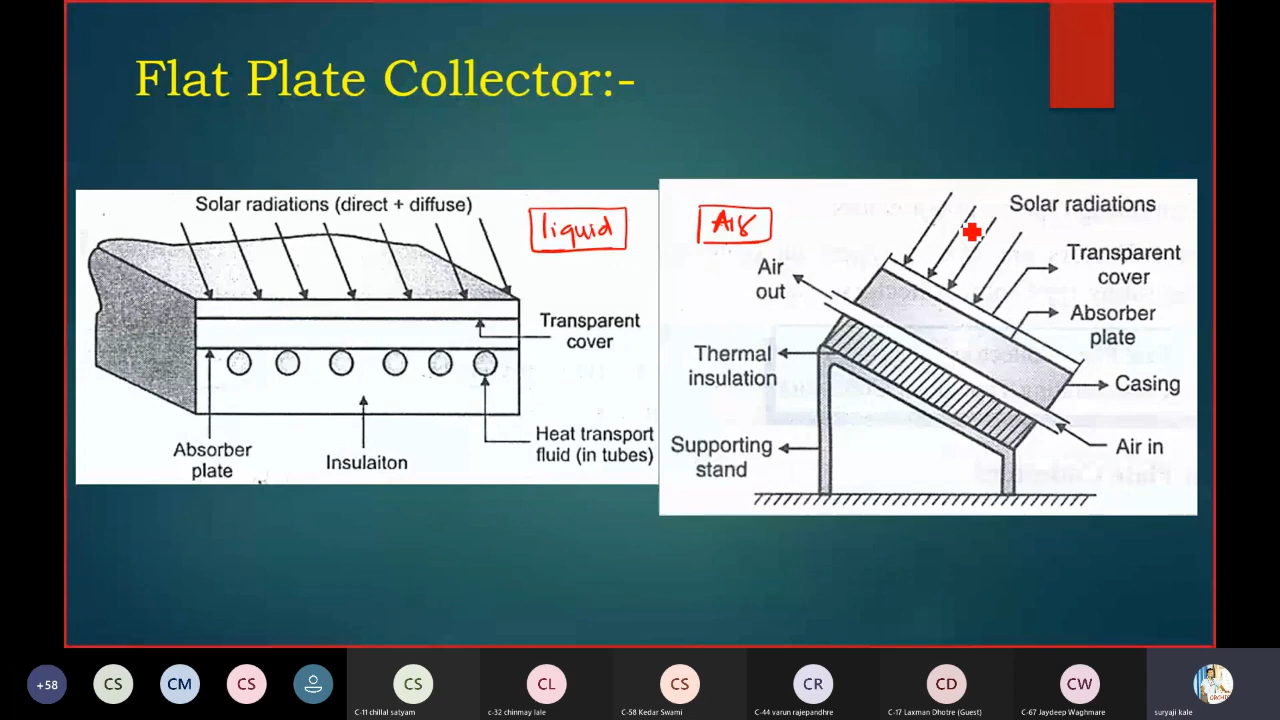 Flat Plate Collector:-
Solar radiations (direct + diffuse)
liquid
Transparent
cover
Absorber
plate
Insulaiton
Heat transport
fluid (in tubes)
Air
Solar radiations
Air
out
Transparent
cover
Absorber
plate
Thermal
insulation
Casing
Supporting
stand
Air in
+58
CS
CM
CS
CS
C-11 chillal satyam
CL
c-32 chinmay lale
CS
C-58 Kedar Swami
CR
C-44 varun rajepandhre
CD
C-17 Laxman Dhotre (Guest)
CW
C-67 Jaydeep Waghmare
suryaji kale